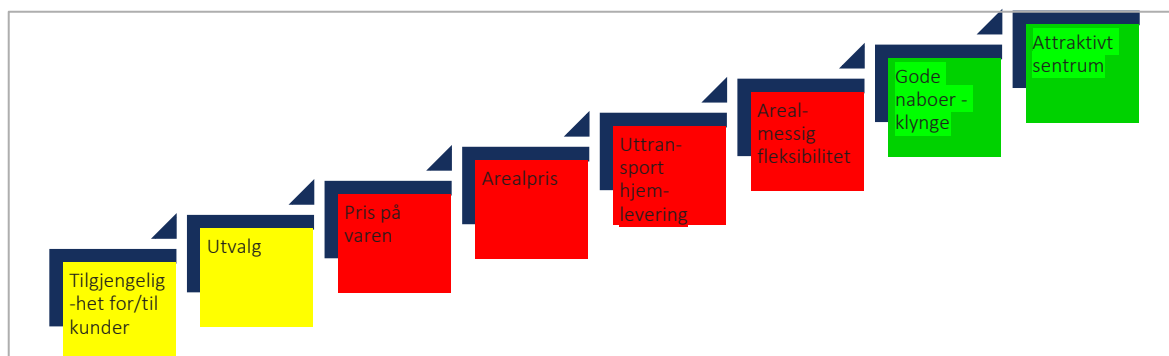 Tilgjengelig
-het for/til
kunder
Utvalg
Pris på
varen
Arealpris
Uttran-
sport
hjem-
levering
Areal-
messig
fleksibilitet
Gode
naboer -
klynge
Attraktivt
sentrum